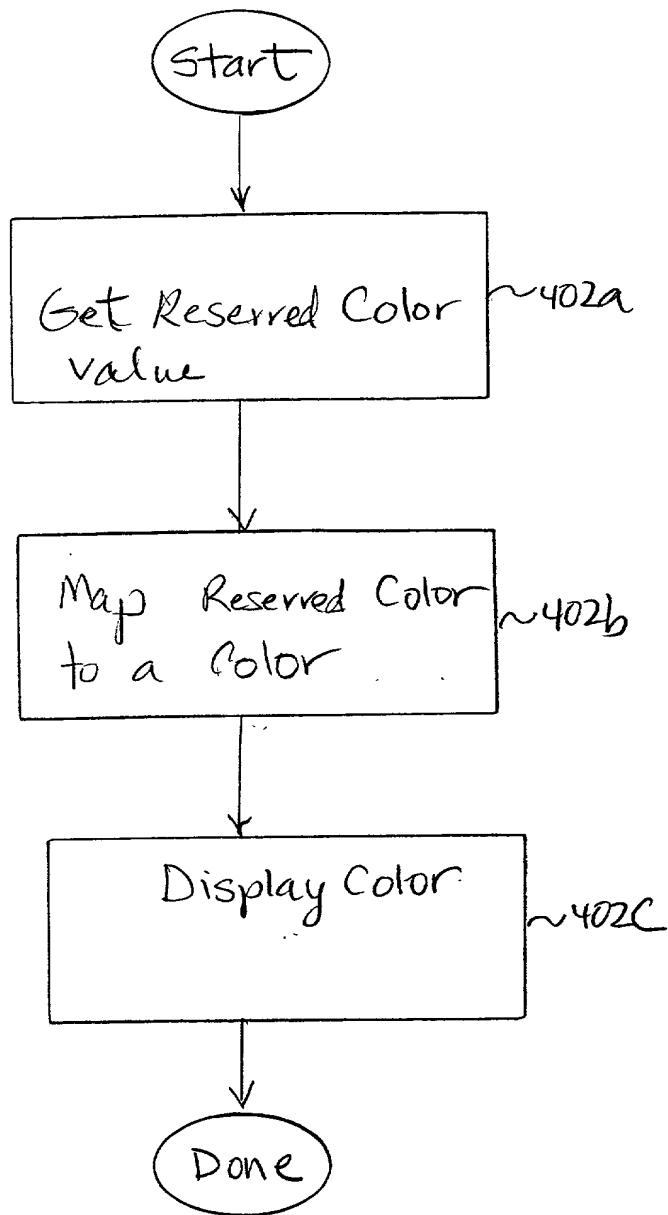 Start
Get Reserved Color ~402a
value
Map Reserved Color ~402b
to a Color
Display Color ~402C
Done